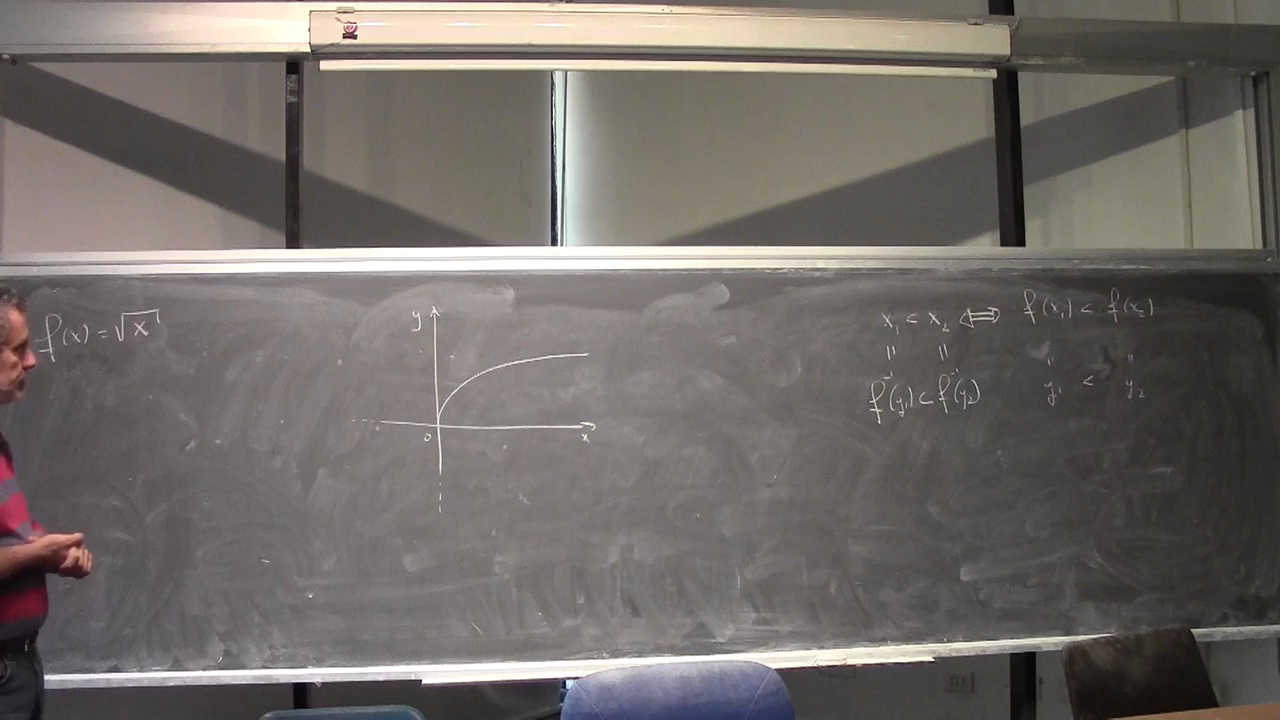 f(x) = √x
y
0
x
x₁ < x₂ ⟺ f(x₁) < f(x₂)
" " " "
f⁻¹(y₁) < f⁻¹(y₂) y₁ < y₂